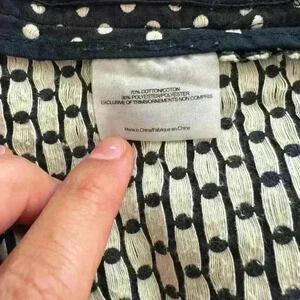 70% COTTON/COTON
30% POLYESTER/POLYESTER
EXCLUSIVE OF TRIMS/ORNEMENTS NON COMPRIS
Made in China/Fabriqué en Chine